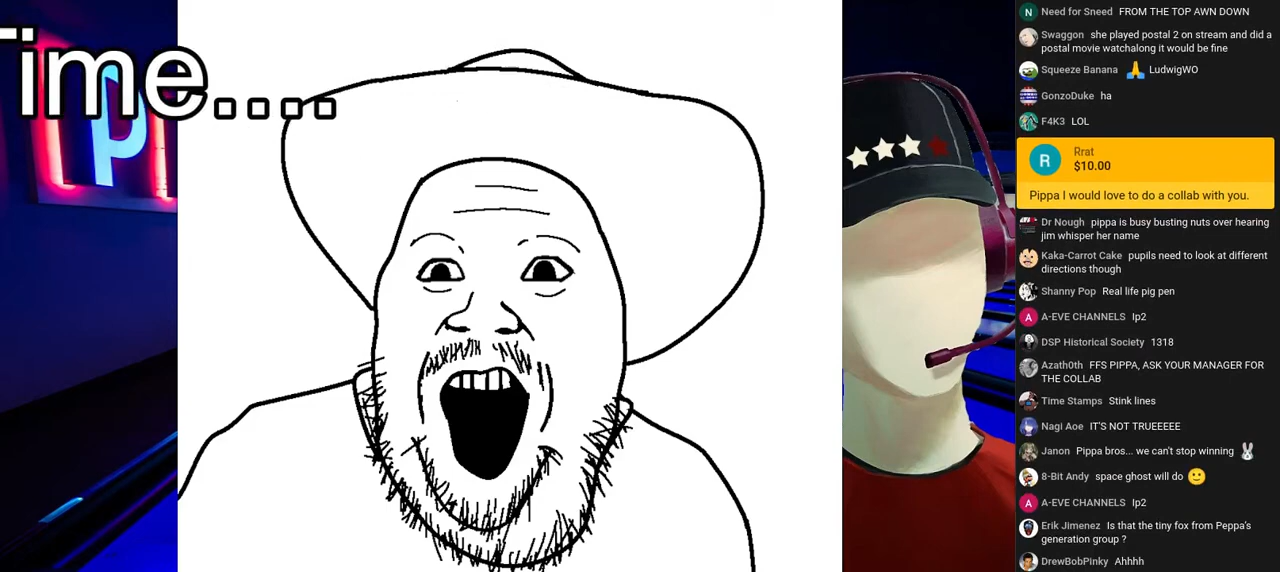 Time....
p
N Need for Sneed FROM THE TOP AWN DOWN
Swaggon she played postal 2 on stream and did a
postal movie watchalong it would be fine
Squeeze Banana 🙏 LudwigWO
GonzoDuke ha
F4K3 LOL
R Rrat
$10.00
Pippa I would love to do a collab with you.
Dr Nough pippa is busy busting nuts over hearing
jim whisper her name
Kaka-Carrot Cake pupils need to look at different
directions though
Shanny Pop Real life pig pen
A A-EVE CHANNELS lp2
DSP Historical Society 1318
Azath0th FFS PIPPA, ASK YOUR MANAGER FOR
THE COLLAB
Time Stamps Stink lines
Nagi Aoe IT'S NOT TRUEEEEE
Janon Pippa bros... we can't stop winning 🐰
8-Bit Andy space ghost will do 🙂
A A-EVE CHANNELS lp2
Erik Jimenez Is that the tiny fox from Peppa's
generation group ?
DrewBobPinky Ahhhh